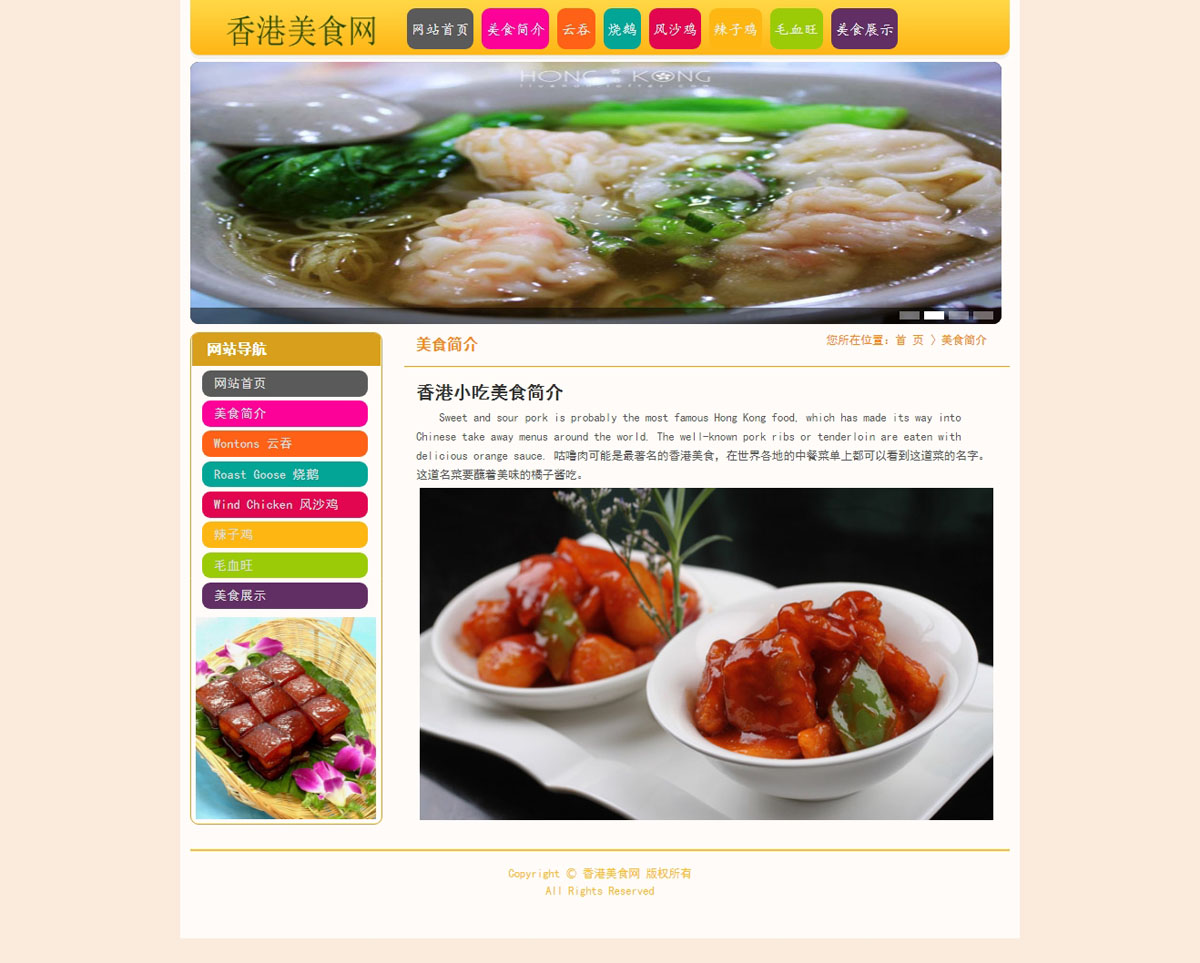 香港美食网
网站首页 美食简介 云吞 烧鹅 风沙鸡 辣子鸡 毛血旺 美食展示
HONG KONG
网站导航
网站首页
美食简介
Wontons 云吞
Roast Goose 烧鹅
Wind Chicken 风沙鸡
辣子鸡
毛血旺
美食展示
美食简介
您所在位置：首 页 〉美食简介
香港小吃美食简介
Sweet and sour pork is probably the most famous Hong Kong food, which has made its way into
Chinese take away menus around the world. The well-known pork ribs or tenderloin are eaten with
delicious orange sauce. 咕噜肉可能是最著名的香港美食，在世界各地的中餐菜单上都可以看到这道菜的名字。
这道名菜要蘸着美味的橘子酱吃。
Copyright © 香港美食网 版权所有
All Rights Reserved